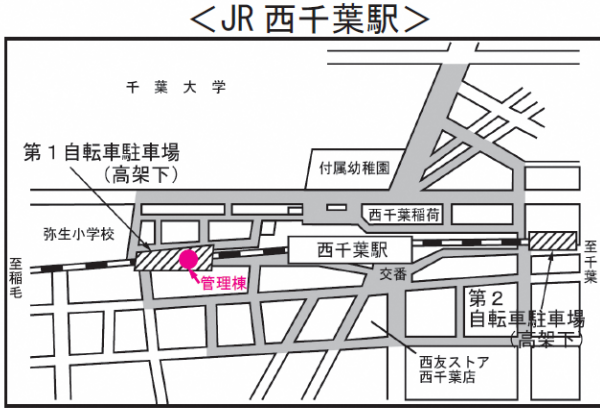 ＜JR 西千葉駅＞
千葉大学
第１自転車駐車場
(高架下)
付属幼稚園
西千葉稲荷
弥生小学校
西千葉駅
至稲毛
至千葉
管理棟
交番
第２
自転車駐車場
(高架下)
西友ストア
西千葉店